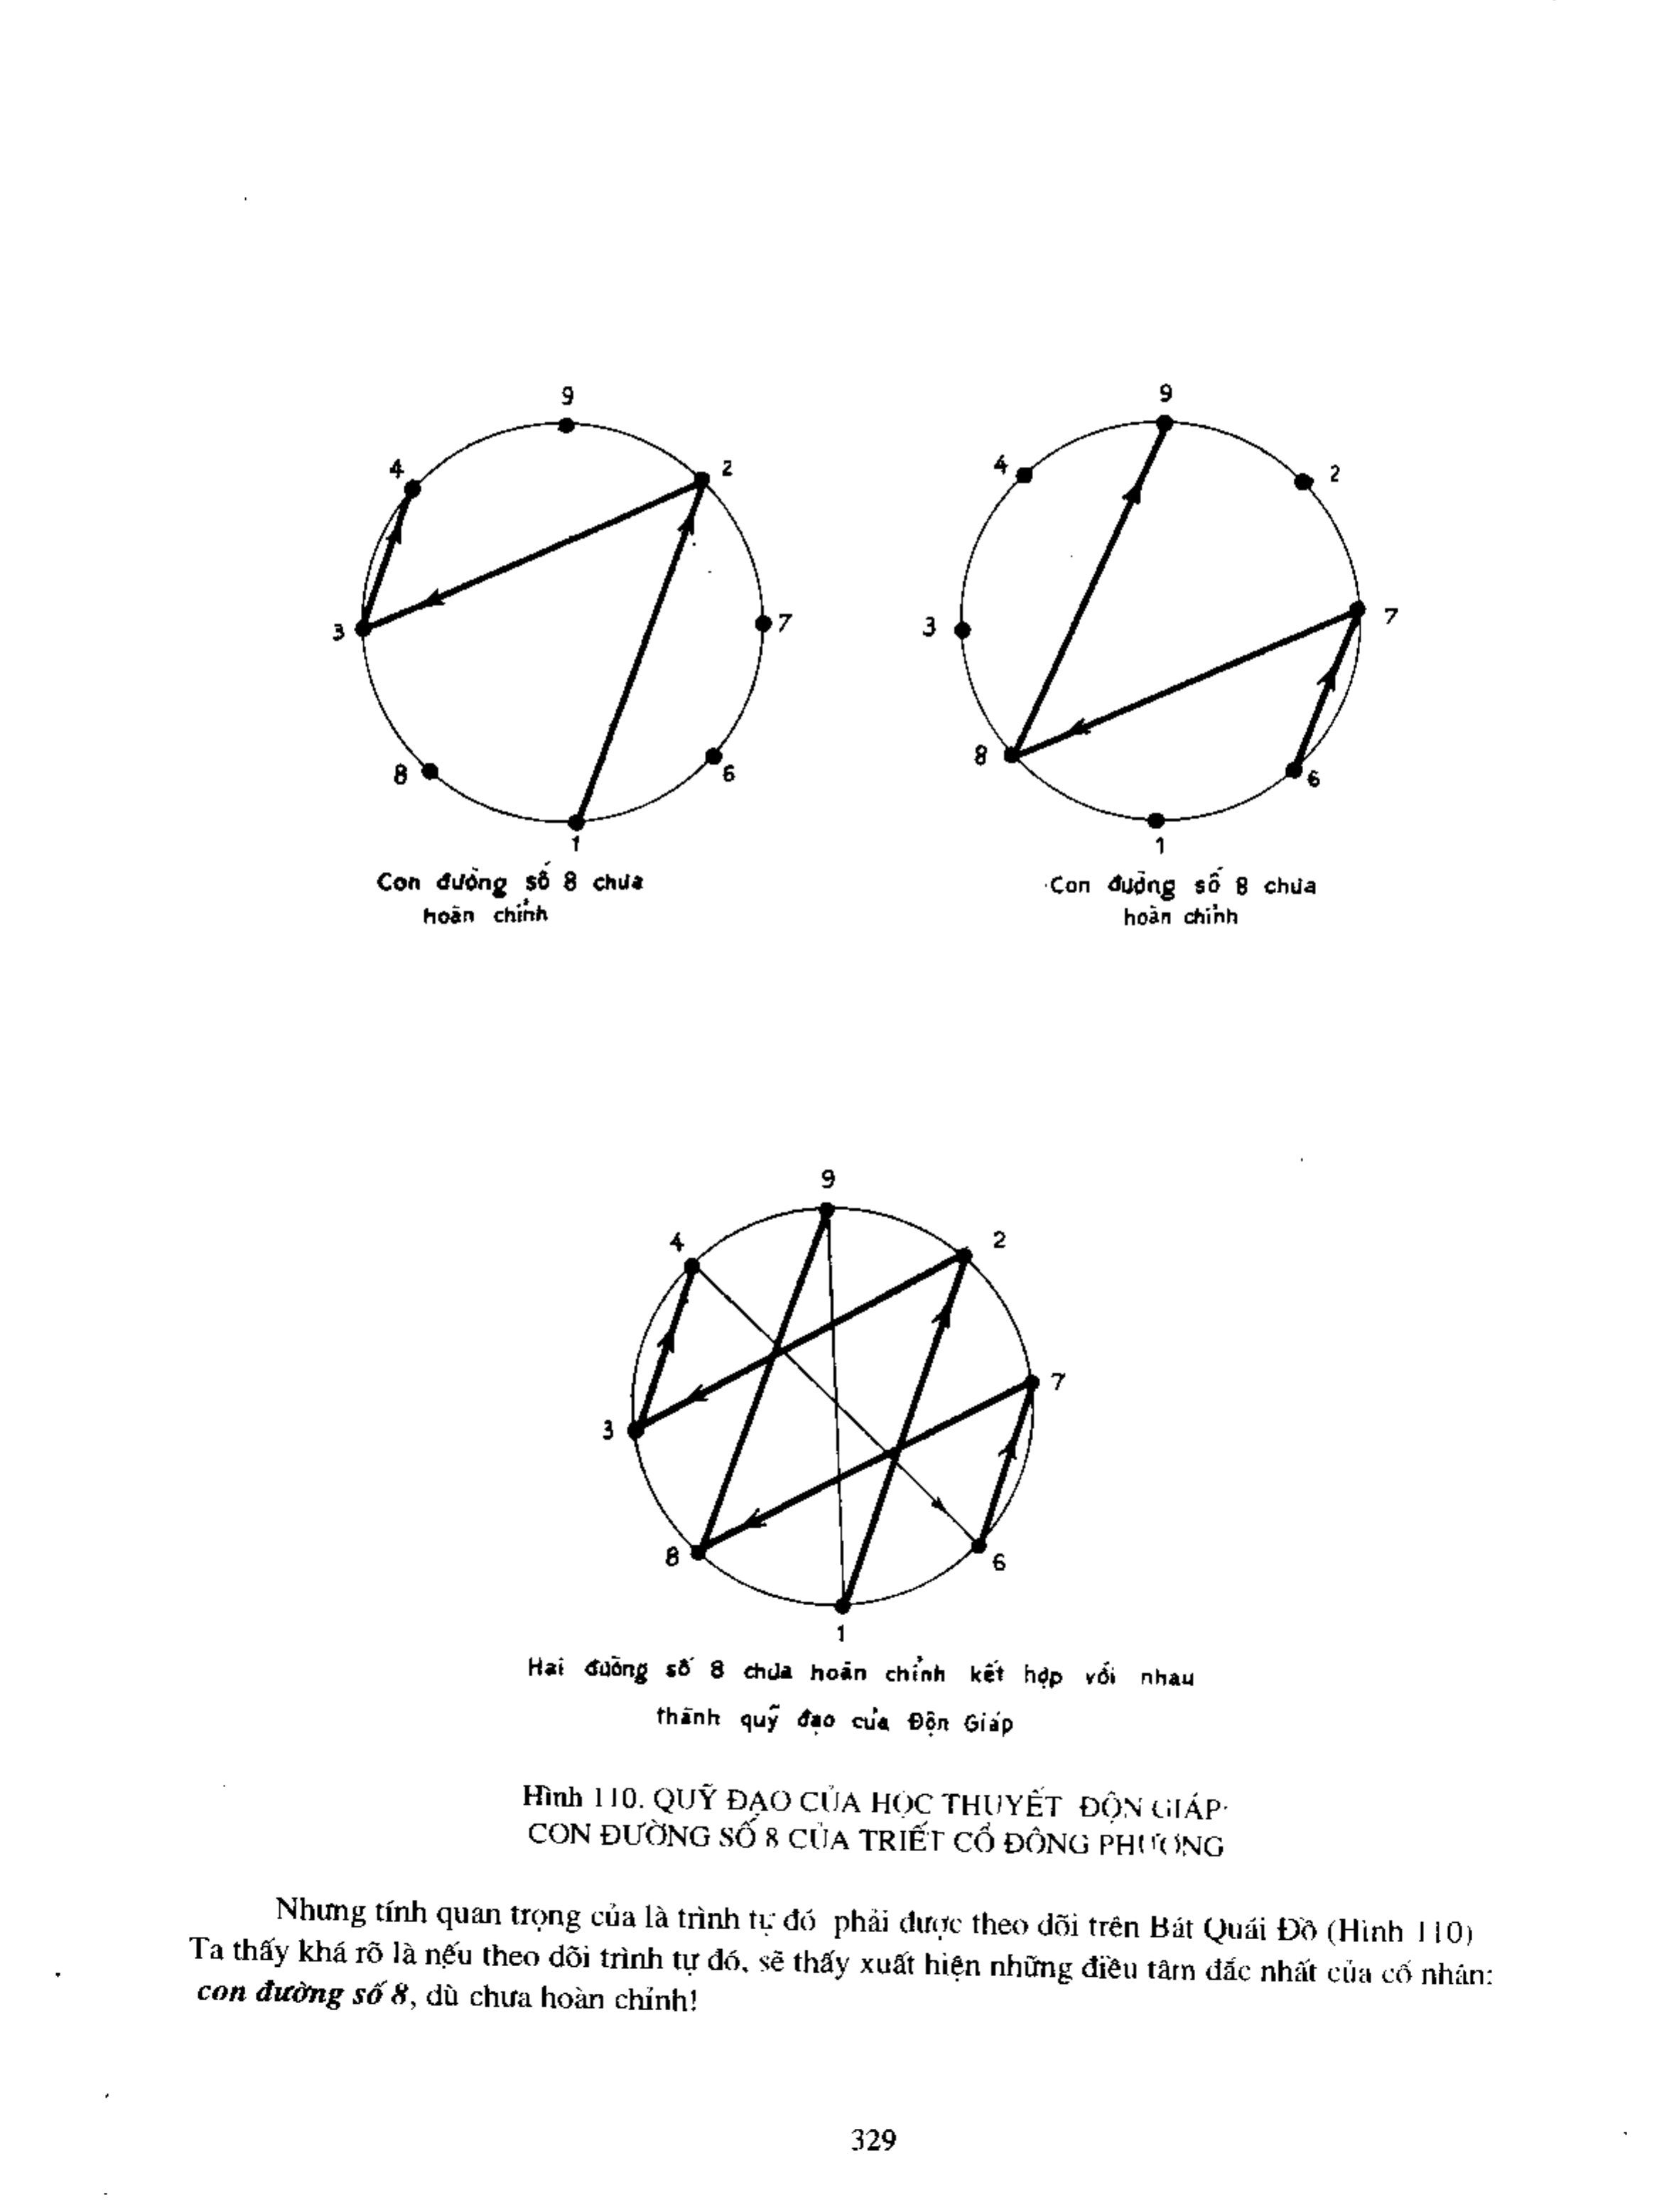 9
4
2
3
7
8
6
1
Con đường số 8 chưa
hoàn chỉnh
9
4
2
3
7
8
6
1
Con đường số 8 chưa
hoàn chỉnh
9
4
2
7
3
8
6
1
Hai đường số 8 chưa hoàn chỉnh kết hợp với nhau
thành quỹ đạo của Độn Giáp
Hình 110. QUỸ ĐẠO CỦA HỌC THUYẾT ĐỘN GIÁP
CON ĐƯỜNG SỐ 8 CỦA TRIẾT CỔ ĐÔNG PHƯƠNG
Nhưng tính quan trọng của là trình tự đó phải được theo dõi trên Bát Quái Đồ (Hình 110)
Ta thấy khá rõ là nếu theo dõi trình tự đó, sẽ thấy xuất hiện những điều tâm đắc nhất của cổ nhân:
con đường số 8, dù chưa hoàn chỉnh!
329